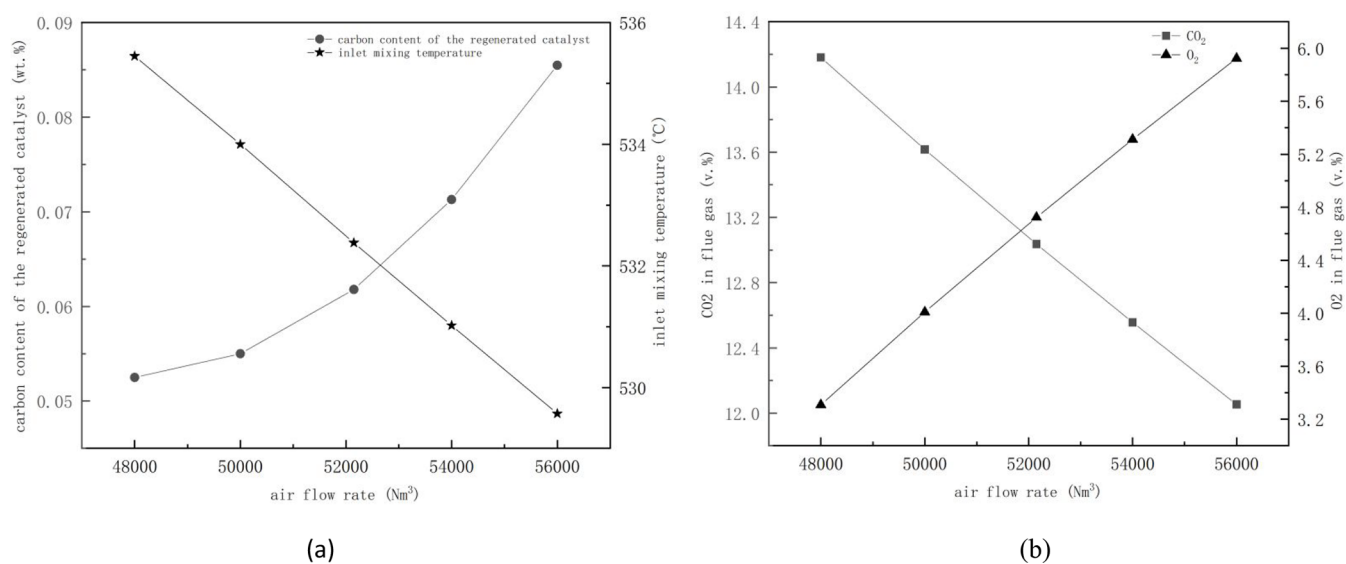 carbon content of the regenerated catalyst (wt.%)
0.09
0.08
0.07
0.06
0.05
carbon content of the regenerated catalyst
inlet mixing temperature
536
534
532
530
inlet mixing temperature (℃)
48000 50000 52000 54000 56000
air flow rate (Nm³)
(a)
CO2 in flue gas (v.%)
14.4
14.0
13.6
13.2
12.8
12.4
12.0
CO₂
O₂
6.0
5.6
5.2
4.8
4.4
4.0
3.6
3.2
O2 in flue gas (v.%)
48000 50000 52000 54000 56000
air flow rate (Nm³)
(b)